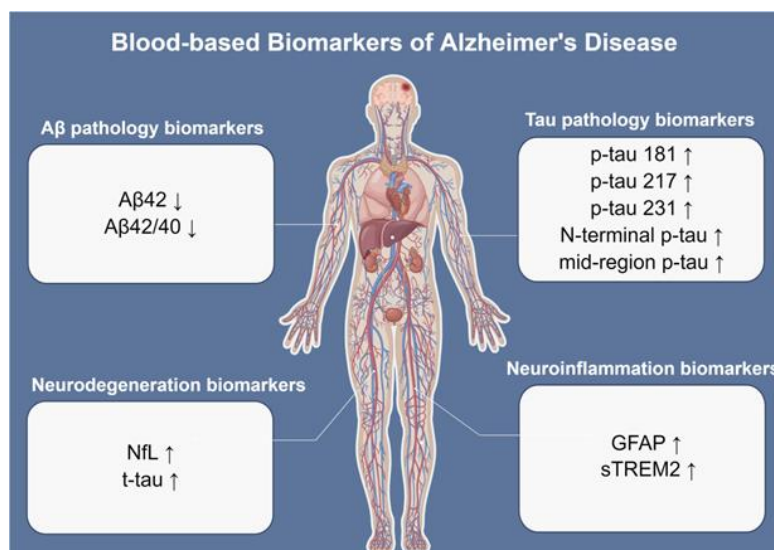 Blood-based Biomarkers of Alzheimer's Disease
Aβ pathology biomarkers
Aβ42 ↓
Aβ42/40 ↓
Tau pathology biomarkers
p-tau 181 ↑
p-tau 217 ↑
p-tau 231 ↑
N-terminal p-tau ↑
mid-region p-tau ↑
Neurodegeneration biomarkers
NfL ↑
t-tau ↑
Neuroinflammation biomarkers
GFAP ↑
sTREM2 ↑